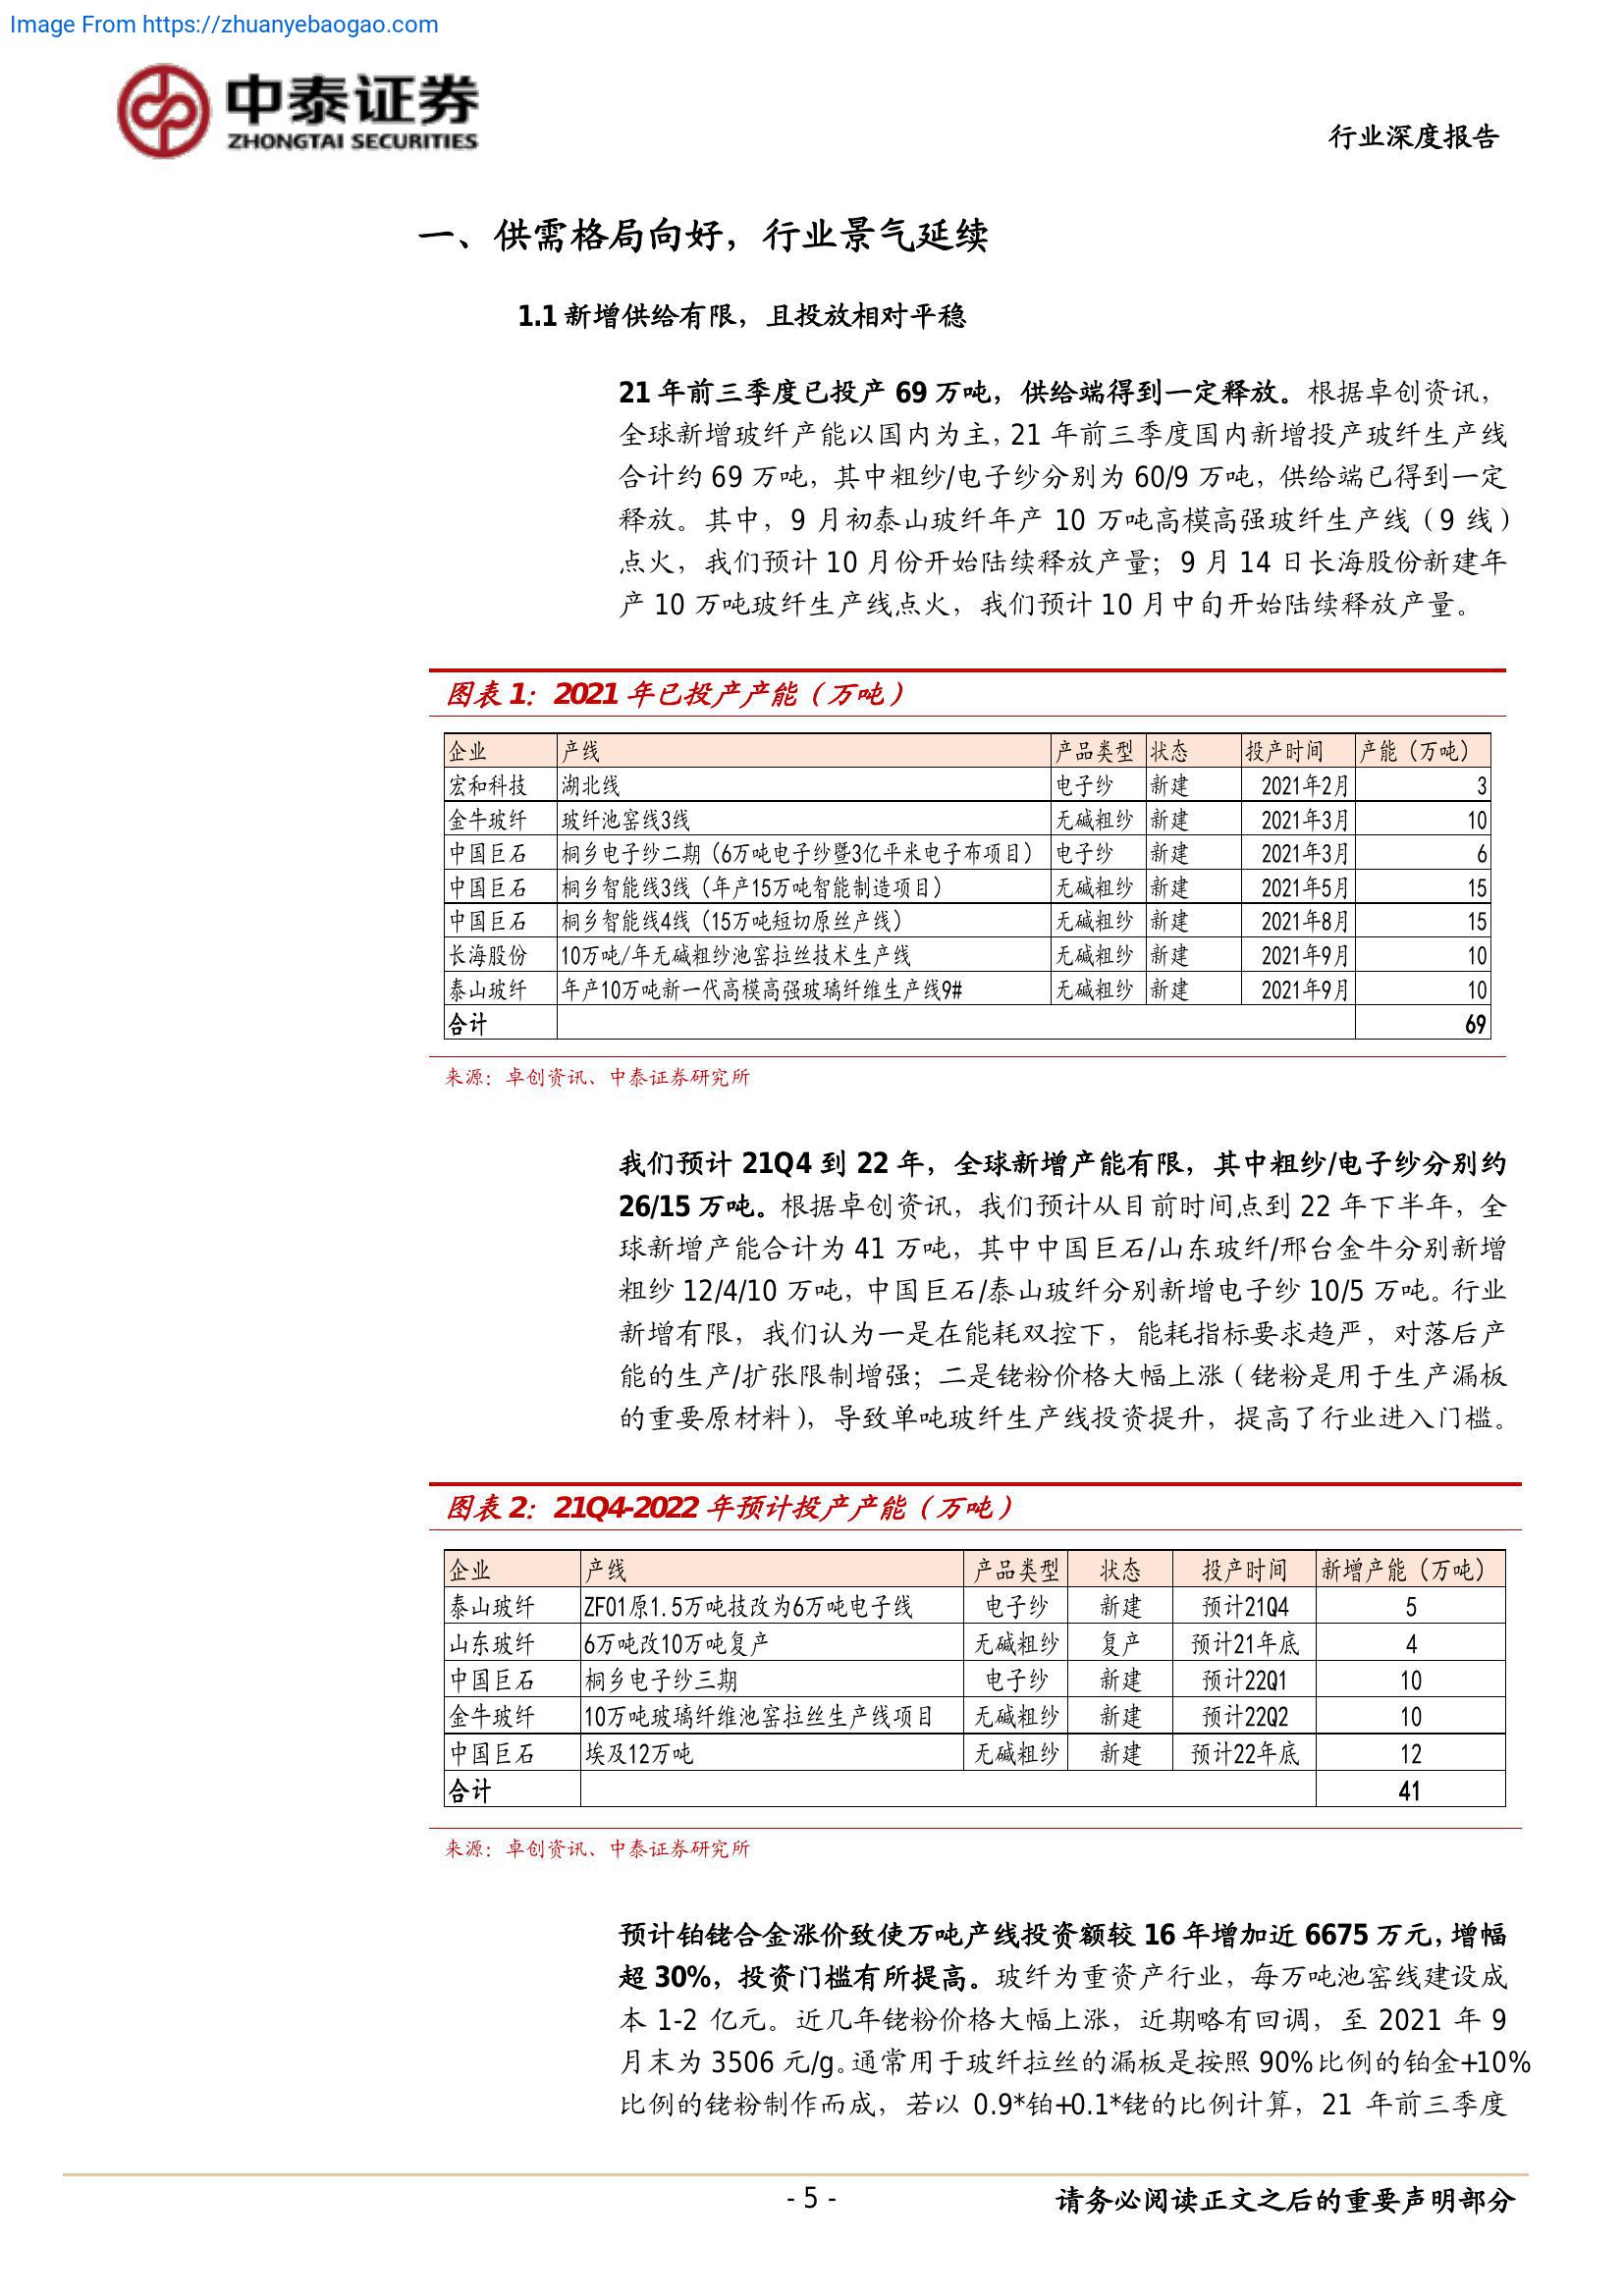 Image From https://zhuanyebaogao.com
中泰证券
ZHONGTAI SECURITIES
行业深度报告
一、供需格局向好，行业景气延续
1.1 新增供给有限，且投放相对平稳
21 年前三季度已投产 69 万吨，供给端得到一定释放。根据卓创资讯，
全球新增玻纤产能以国内为主，21 年前三季度国内新增投产玻纤生产线
合计约 69 万吨，其中粗纱/电子纱分别为 60/9 万吨，供给端已得到一定
释放。其中，9 月初泰山玻纤年产 10 万吨高模高强玻纤生产线（9 线）
点火，我们预计 10 月份开始陆续释放产量；9 月 14 日长海股份新建年
产 10 万吨玻纤生产线点火，我们预计 10 月中旬开始陆续释放产量。
图表 1：2021 年已投产产能（万吨）
企业 产线 产品类型 状态 投产时间 产能（万吨）
宏和科技 湖北线 电子纱 新建 2021年2月 3
金牛玻纤 玻纤池窑线3线 无碱粗纱 新建 2021年3月 10
中国巨石 桐乡电子纱二期（6万吨电子纱暨3亿平米电子布项目） 电子纱 新建 2021年3月 6
中国巨石 桐乡智能线3线（年产15万吨智能制造项目） 无碱粗纱 新建 2021年5月 15
中国巨石 桐乡智能线4线（15万吨短切原丝产线） 无碱粗纱 新建 2021年8月 15
长海股份 10万吨/年无碱粗纱池窑拉丝技术生产线 无碱粗纱 新建 2021年9月 10
泰山玻纤 年产10万吨新一代高模高强玻璃纤维生产线9# 无碱粗纱 新建 2021年9月 10
合计 69
来源：卓创资讯、中泰证券研究所
我们预计 21Q4 到 22 年，全球新增产能有限，其中粗纱/电子纱分别约
26/15 万吨。根据卓创资讯，我们预计从目前时间点到 22 年下半年，全
球新增产能合计为 41 万吨，其中中国巨石/山东玻纤/邢台金牛分别新增
粗纱 12/4/10 万吨，中国巨石/泰山玻纤分别新增电子纱 10/5 万吨。行业
新增有限，我们认为一是在能耗双控下，能耗指标要求趋严，对落后产
能的生产/扩张限制增强；二是铑粉价格大幅上涨（铑粉是用于生产漏板
的重要原材料），导致单吨玻纤生产线投资提升，提高了行业进入门槛。
图表 2：21Q4-2022 年预计投产产能（万吨）
企业 产线 产品类型 状态 投产时间 新增产能（万吨）
泰山玻纤 ZF01原1.5万吨技改为6万吨电子线 电子纱 新建 预计21Q4 5
山东玻纤 6万吨改10万吨复产 无碱粗纱 复产 预计21年底 4
中国巨石 桐乡电子纱三期 电子纱 新建 预计22Q1 10
金牛玻纤 10万吨玻璃纤维池窑拉丝生产线项目 无碱粗纱 新建 预计22Q2 10
中国巨石 埃及12万吨 无碱粗纱 新建 预计22年底 12
合计 41
来源：卓创资讯、中泰证券研究所
预计铂铑合金涨价致使万吨产线投资额较 16 年增加近 6675 万元，增幅
超 30%，投资门槛有所提高。玻纤为重资产行业，每万吨池窑线建设成
本 1-2 亿元。近几年铑粉价格大幅上涨，近期略有回调，至 2021 年 9
月末为 3506 元/g。通常用于玻纤拉丝的漏板是按照 90%比例的铂金+10%
比例的铑粉制作而成，若以 0.9*铂+0.1*铑的比例计算，21 年前三季度
- 5 -
请务必阅读正文之后的重要声明部分